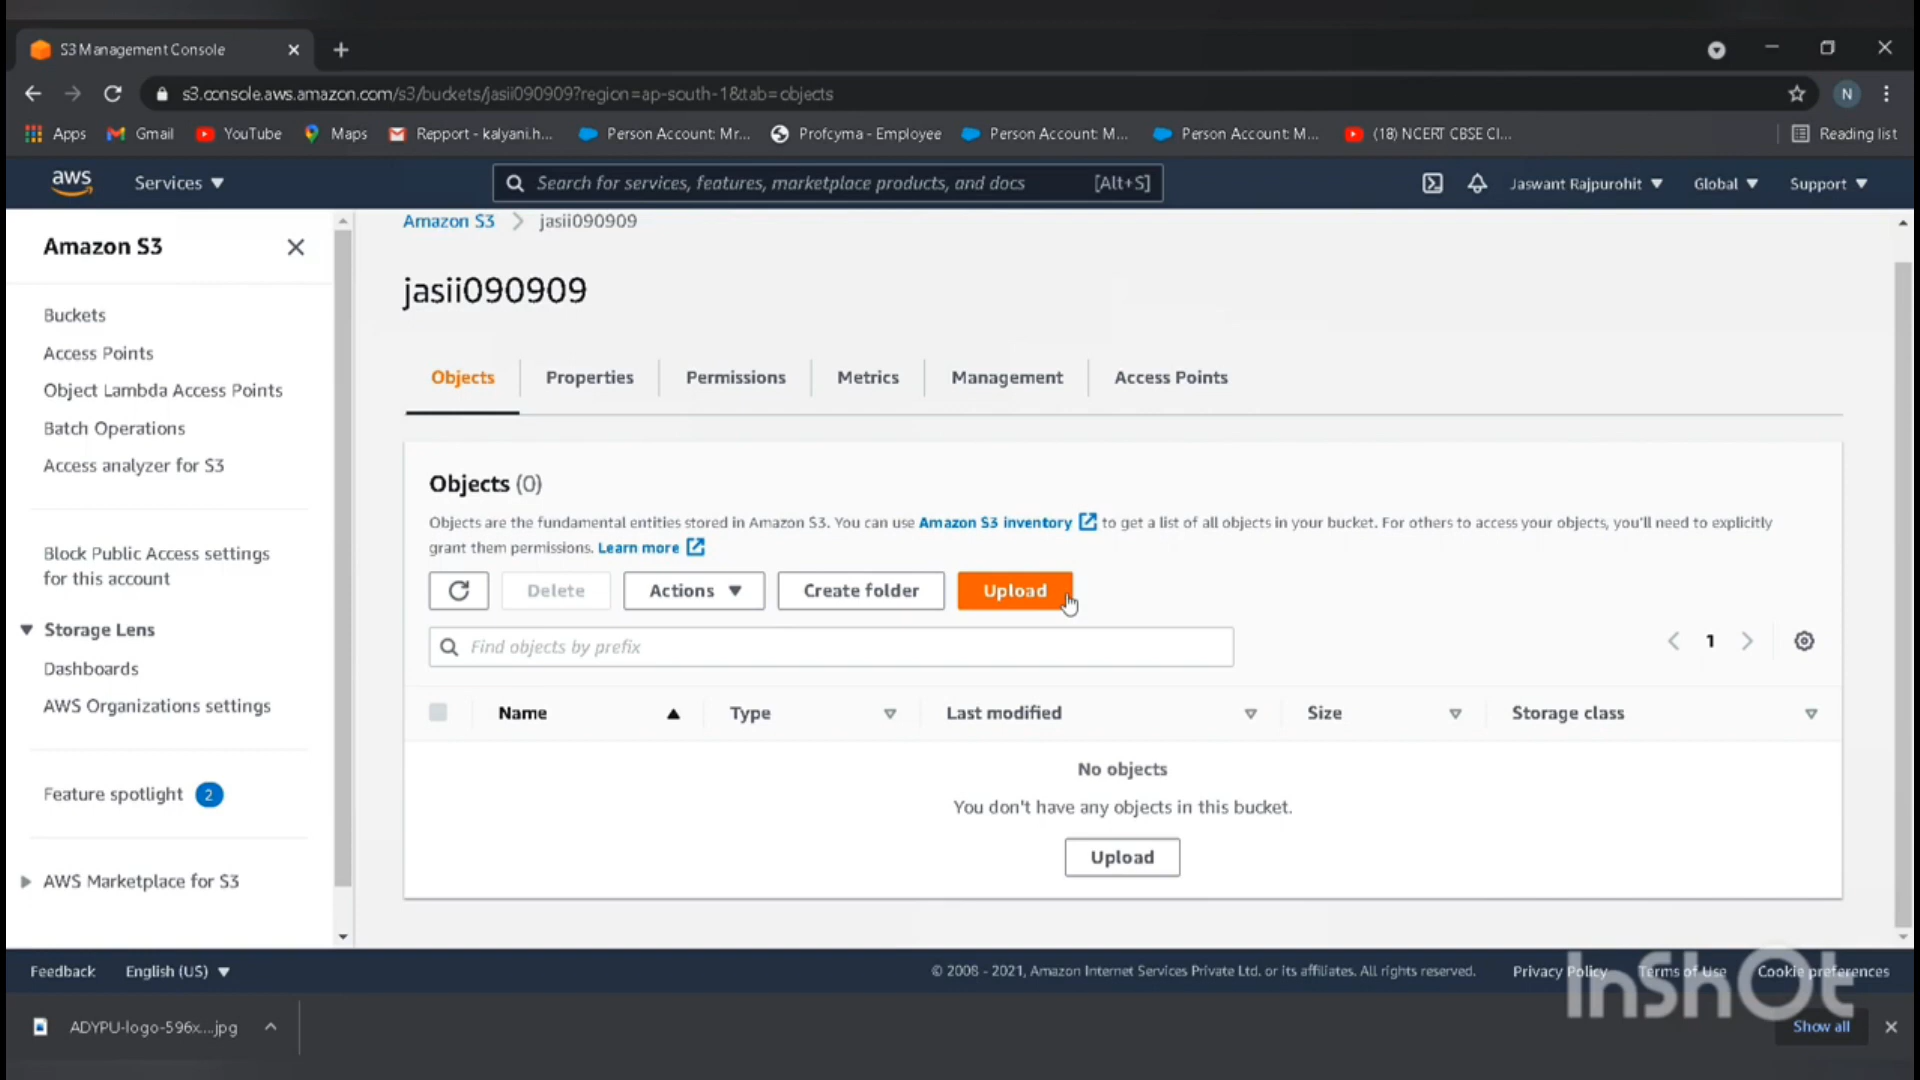 S3 Management Console
s3.console.aws.amazon.com/s3/buckets/jasii090909?region=ap-south-1&tab=objects
N
Apps Gmail YouTube Maps Repport - kalyani.h... Person Account: Mr... Profcyma - Employee Person Account: M... Person Account: M... (18) NCERT CBSE Cl... Reading list
aws Services Search for services, features, marketplace products, and docs [Alt+S] Jaswant Rajpurohit Global Support
Amazon S3
Buckets
Access Points
Object Lambda Access Points
Batch Operations
Access analyzer for S3
Block Public Access settings
for this account
Storage Lens
Dashboards
AWS Organizations settings
Feature spotlight 2
AWS Marketplace for S3
Amazon S3 jasii090909
jasii090909
Objects Properties Permissions Metrics Management Access Points
Objects (0)
Objects are the fundamental entities stored in Amazon S3. You can use Amazon S3 inventory to get a list of all objects in your bucket. For others to access your objects, you'll need to explicitly
grant them permissions. Learn more
Delete Actions Create folder Upload
Find objects by prefix
1
Name Type Last modified Size Storage class
No objects
You don't have any objects in this bucket.
Upload
Feedback English (US) © 2008 - 2021, Amazon Internet Services Private Ltd. or its affiliates. All rights reserved. Privacy Policy Terms of Use Cookie preferences
InShOt
ADYPU-logo-596x...jpg Show all